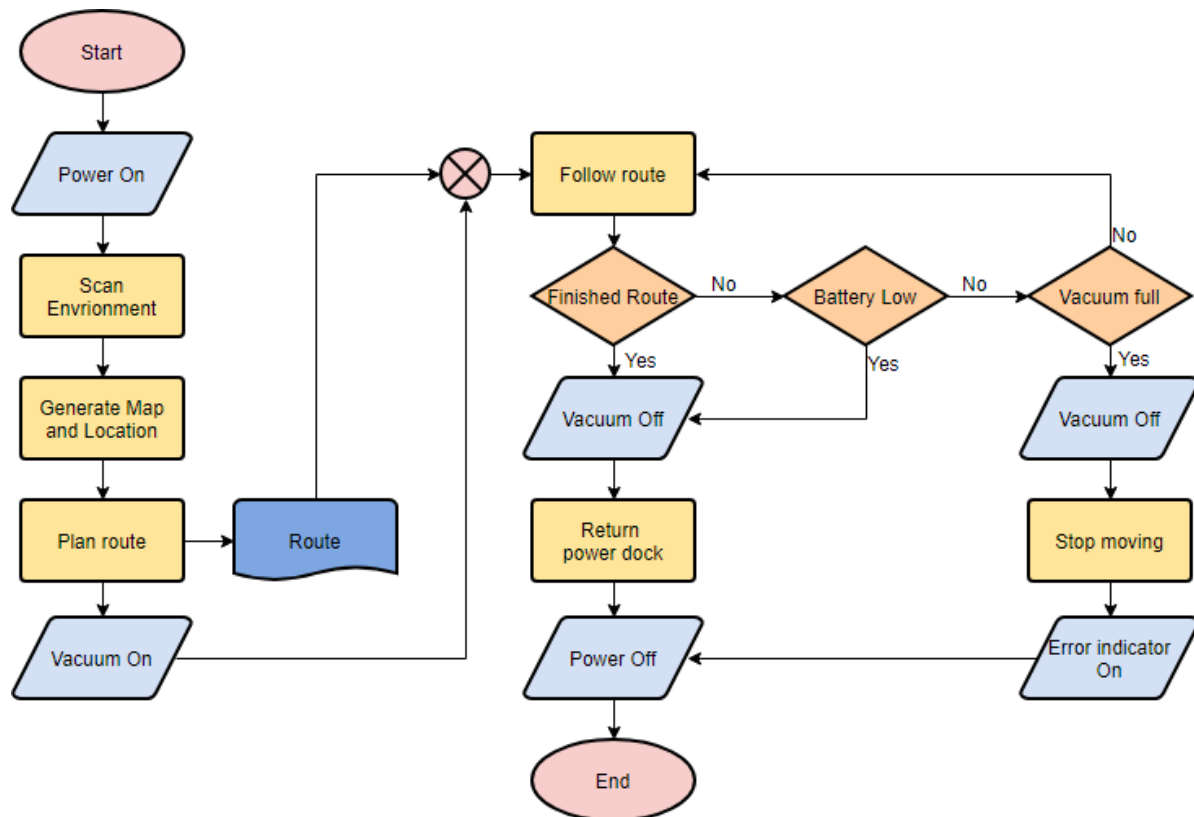 Start
Power On
Scan
Envrionment
Generate Map
and Location
Plan route
Route
Vacuum On
Follow route
Finished Route
No
Battery Low
No
Vacuum full
No
Yes
Yes
Yes
Vacuum Off
Vacuum Off
Return
power dock
Stop moving
Power Off
Error indicator
On
End